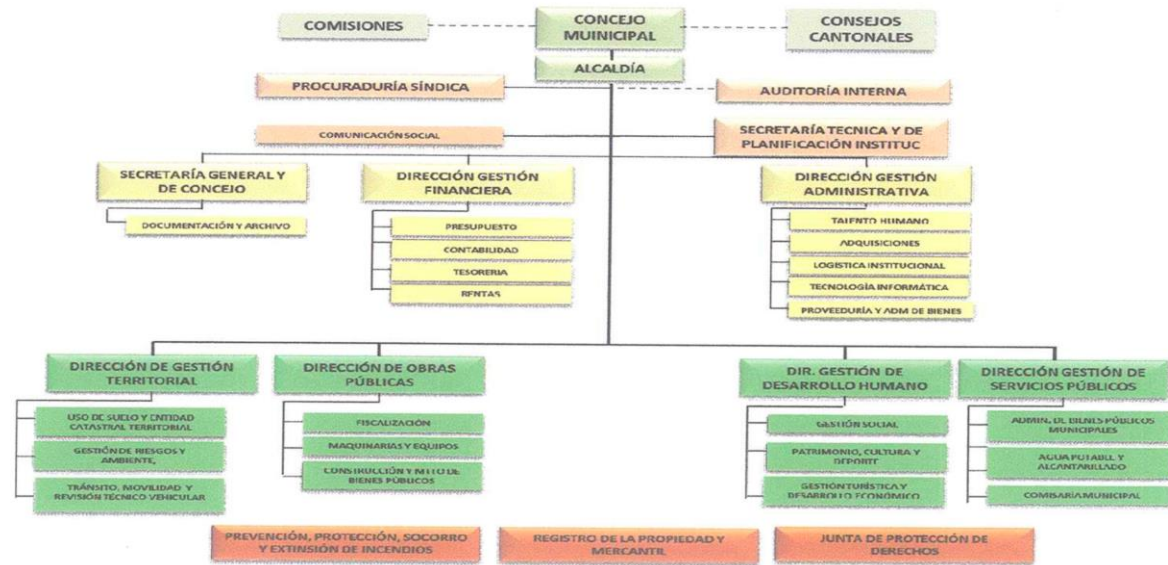 COMISIONES
CONCEJO
MUINICIPAL
CONSEJOS
CANTONALES
ALCALDÍA
PROCURADURÍA SÍNDICA
AUDITORÍA INTERNA
COMUNICACIÓN SOCIAL
SECRETARÍA TECNICA Y DE
PLANIFICACIÓN INSTITUC
SECRETARÍA GENERAL Y
DE CONCEJO
DIRECCIÓN GESTIÓN
FINANCIERA
DIRECCIÓN GESTIÓN
ADMINISTRATIVA
DOCUMENTACIÓN Y ARCHIVO
PRESUPUESTO
CONTABILIDAD
TESORERIA
RENTAS
TALENTO HUMANO
ADQUISICIONES
LOGISTICA INSTITUCIONAL
TECNOLOGÍA INFORMÁTICA
PROVEEDURÍA Y ADM DE BIENES
DIRECCIÓN DE GESTIÓN
TERRITORIAL
DIRECCIÓN DE OBRAS
PÚBLICAS
DIR. GESTIÓN DE
DESARROLLO HUMANO
DIRECCIÓN GESTIÓN DE
SERVICIOS PÚBLICOS
USO DE SUELO Y ENTIDAD
CATASTRAL TERRITORIAL
GESTIÓN DE RIESGOS Y
AMBIENTE,
TRÁNSITO, MOVILIDAD Y
REVISIÓN TÉCNICO VEHICULAR
FISCALIZACIÓN
MAQUINARIAS Y EQUIPOS
CONSTRUCCIÓN Y MTTO DE
BIENES PÚBLICOS
GESTIÓN SOCIAL
PATRIMONIO, CULTURA Y
DEPORTE
GESTIÓN TURÍSTICA Y
DESARROLLO ECONÓMICO
ADMIN. DE BIENES PÚBLICOS
MUNICIPALES
AGUA POTABLE Y
ALCANTARILLADO
COMISARÍA MUNICIPAL
PREVENCIÓN, PROTECCIÓN, SOCORRO
Y EXTINSIÓN DE INCENDIOS
REGISTRO DE LA PROPIEDAD Y
MERCANTIL
JUNTA DE PROTECCIÓN DE
DERECHOS